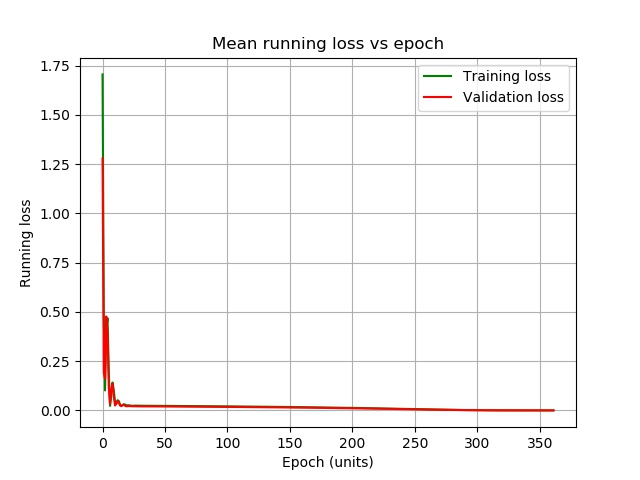 Mean running loss vs epoch
Training loss
Validation loss
1.75
1.50
1.25
1.00
0.75
0.50
0.25
0.00
Running loss
0 50 100 150 200 250 300 350
Epoch (units)